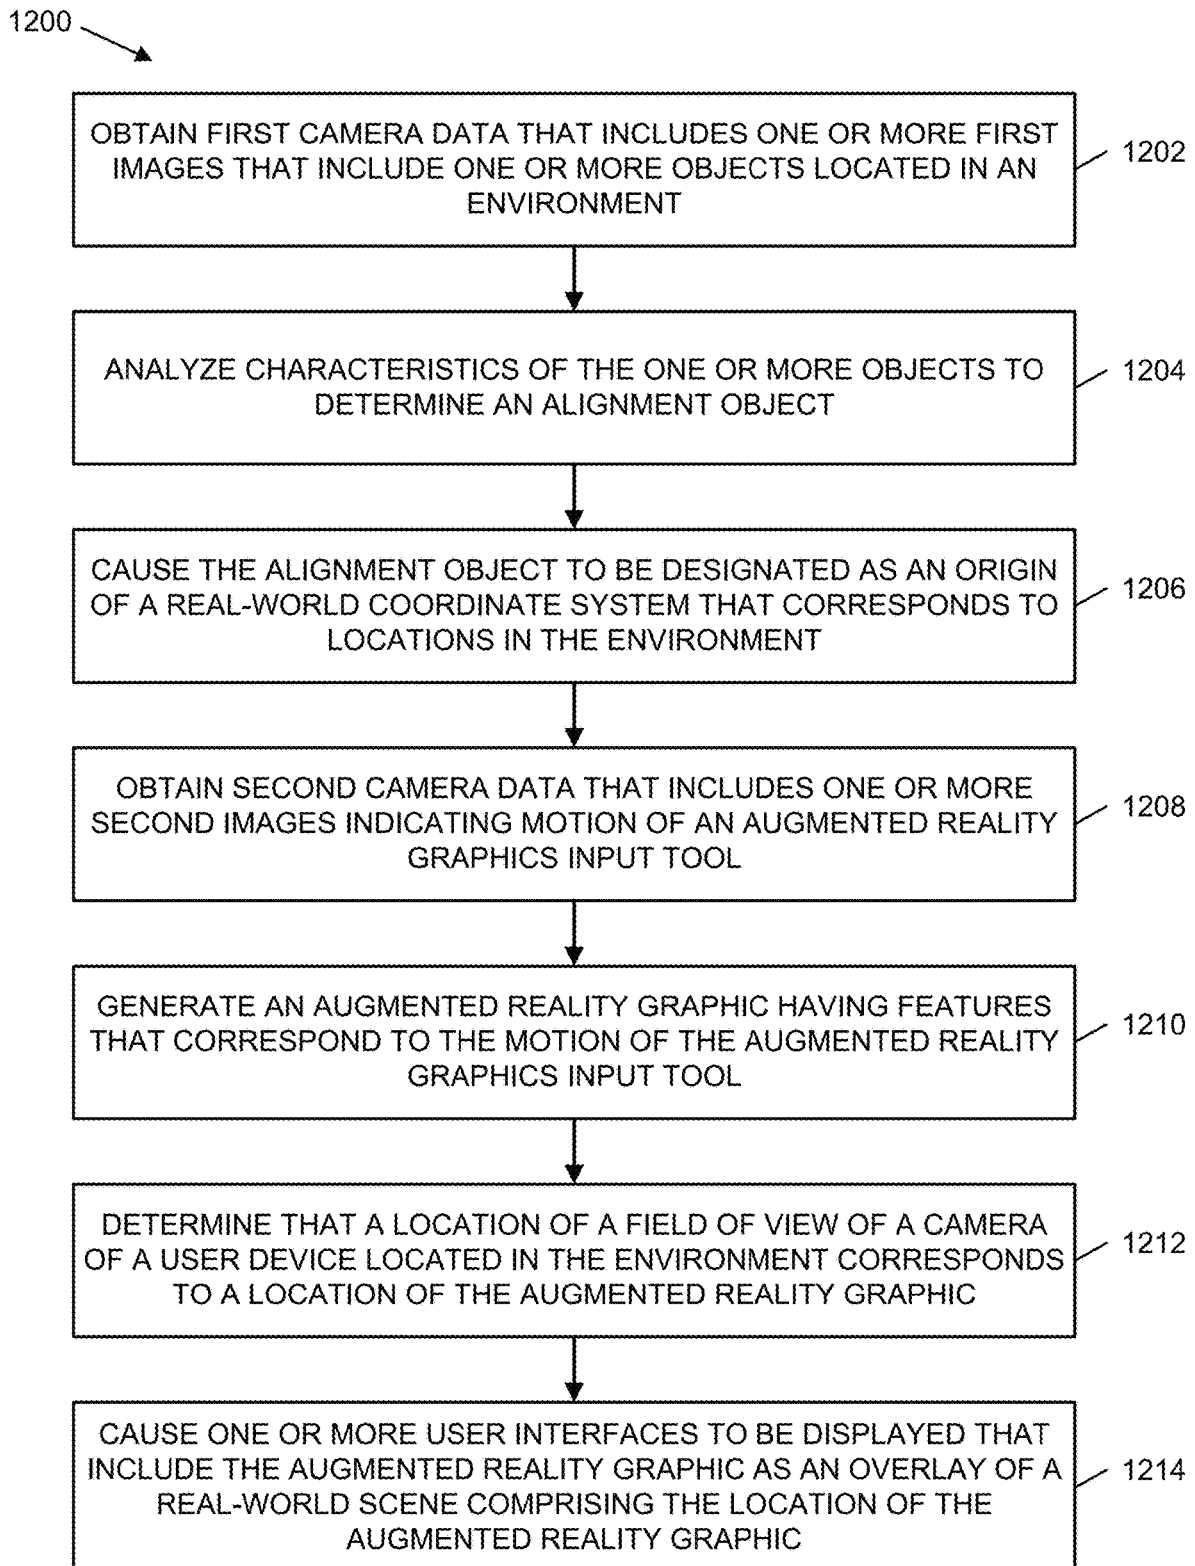 1200
OBTAIN FIRST CAMERA DATA THAT INCLUDES ONE OR MORE FIRST
IMAGES THAT INCLUDE ONE OR MORE OBJECTS LOCATED IN AN
ENVIRONMENT
1202
ANALYZE CHARACTERISTICS OF THE ONE OR MORE OBJECTS TO
DETERMINE AN ALIGNMENT OBJECT
1204
CAUSE THE ALIGNMENT OBJECT TO BE DESIGNATED AS AN ORIGIN
OF A REAL-WORLD COORDINATE SYSTEM THAT CORRESPONDS TO
LOCATIONS IN THE ENVIRONMENT
1206
OBTAIN SECOND CAMERA DATA THAT INCLUDES ONE OR MORE
SECOND IMAGES INDICATING MOTION OF AN AUGMENTED REALITY
GRAPHICS INPUT TOOL
1208
GENERATE AN AUGMENTED REALITY GRAPHIC HAVING FEATURES
THAT CORRESPOND TO THE MOTION OF THE AUGMENTED REALITY
GRAPHICS INPUT TOOL
1210
DETERMINE THAT A LOCATION OF A FIELD OF VIEW OF A CAMERA
OF A USER DEVICE LOCATED IN THE ENVIRONMENT CORRESPONDS
TO A LOCATION OF THE AUGMENTED REALITY GRAPHIC
1212
CAUSE ONE OR MORE USER INTERFACES TO BE DISPLAYED THAT
INCLUDE THE AUGMENTED REALITY GRAPHIC AS AN OVERLAY OF A
REAL-WORLD SCENE COMPRISING THE LOCATION OF THE
AUGMENTED REALITY GRAPHIC
1214